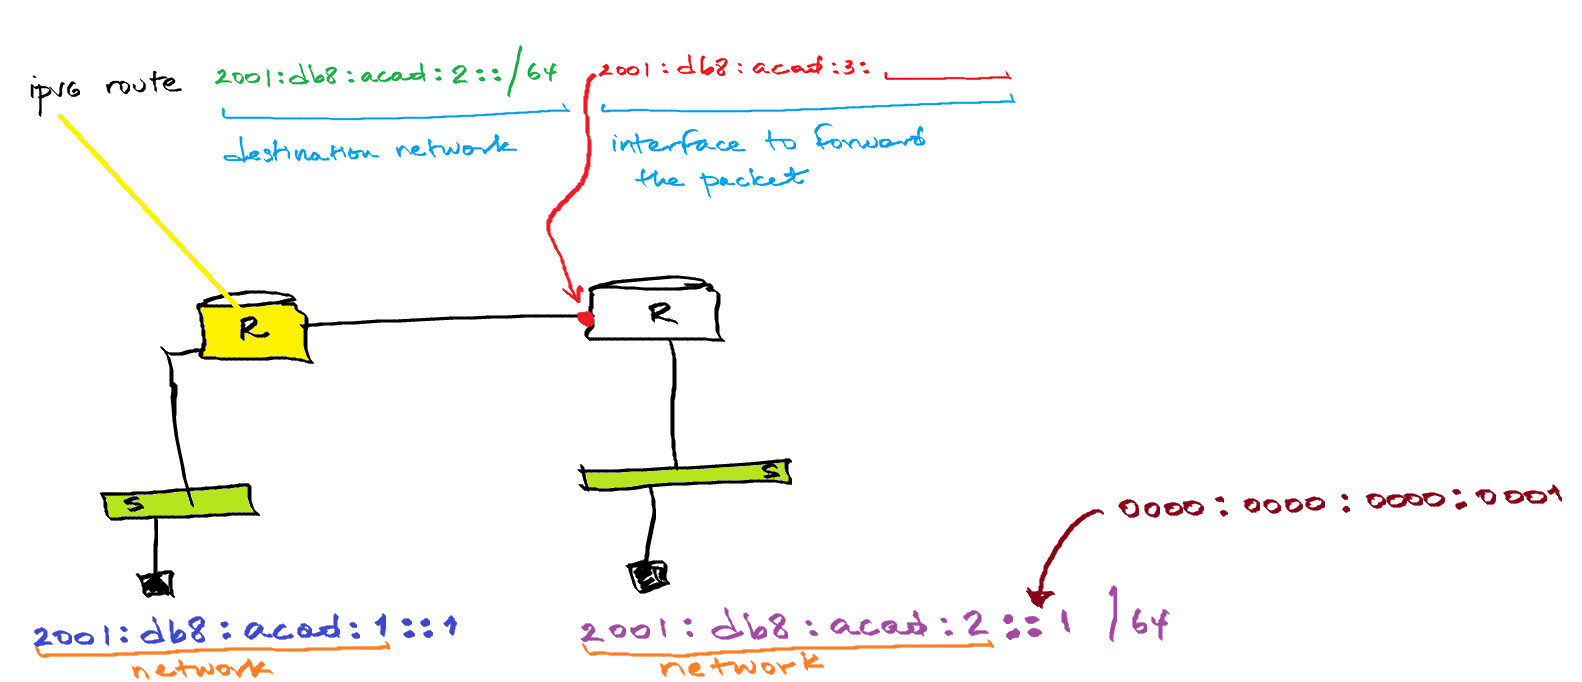 ipv6 route 2001:db8:acad:2::/64 2001:db8:acad:3:
destination network
interface to forward
the packet
R
R
S
S
0000:0000:0000:0001
2001:db8:acad:1::1
network
2001:db8:acad:2::1 /64
network